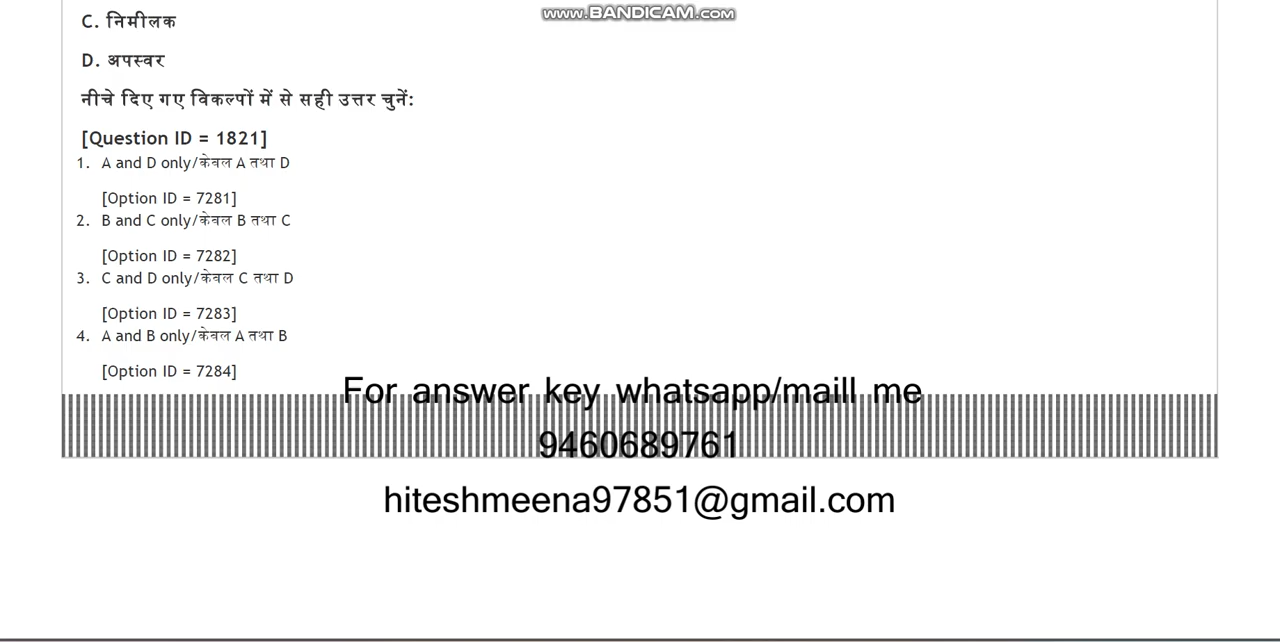 www.BANDICAM.com
C. निमीलक
D. अपस्वर
नीचे दिए गए विकल्पों में से सही उत्तर चुनें:
[Question ID = 1821]
1. A and D only/केवल A तथा D
[Option ID = 7281]
2. B and C only/केवल B तथा C
[Option ID = 7282]
3. C and D only/केवल C तथा D
[Option ID = 7283]
4. A and B only/केवल A तथा B
[Option ID = 7284]
For answer key whatsapp/maill me
9460689761
hiteshmeena97851@gmail.com